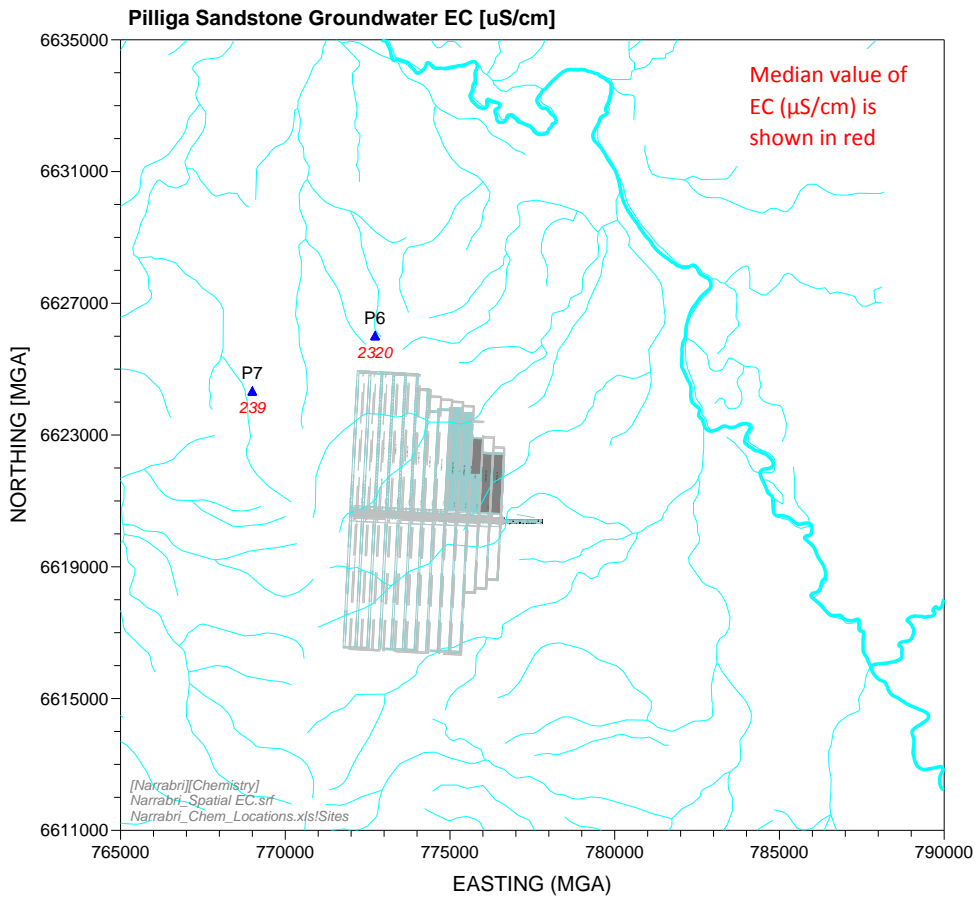 Pilliga Sandstone Groundwater EC [uS/cm]
6635000
Median value of
EC (µS/cm) is
shown in red
6631000
6627000
P6
2320
P7
239
NORTHING [MGA]
6623000
6619000
6615000
[Narrabri][Chemistry]
Narrabri_Spatial EC.srf
Narrabri_Chem_Locations.xls!Sites
6611000
765000 770000 775000 780000 785000 790000
EASTING (MGA)